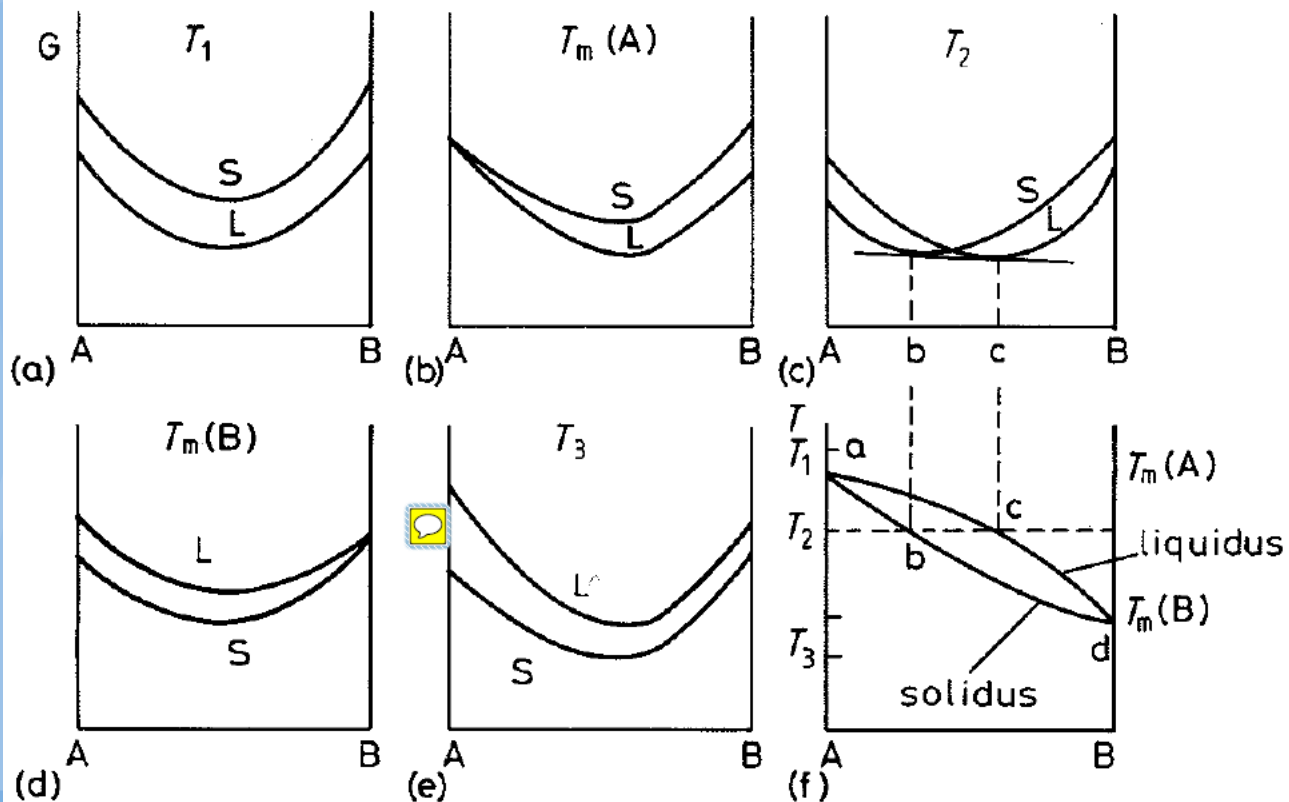 G
T1
S
L
A
B
(a)
Tm (A)
S
L
A
B
(b)
T2
S
L
A
b
c
B
(c)
Tm(B)
L
S
A
B
(d)
T3
L
S
A
B
(e)
T
T1
a
Tm(A)
T2
c
b
liquidus
Tm(B)
T3
d
solidus
A
B
(f)